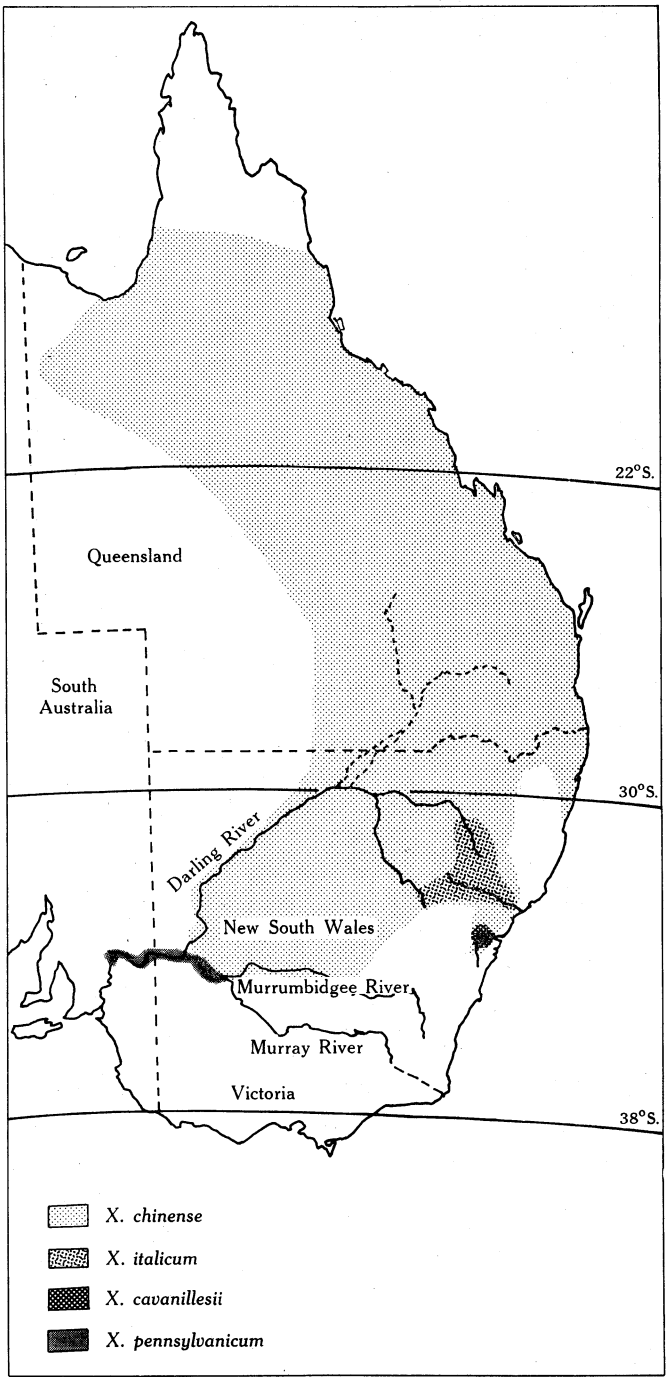 22°S.
Queensland
South
Australia
30°S.
Darling River
New South Wales
Murrumbidgee River
Murray River
Victoria
38°S.
X. chinense
X. italicum
X. cavanillesii
X. pennsylvanicum